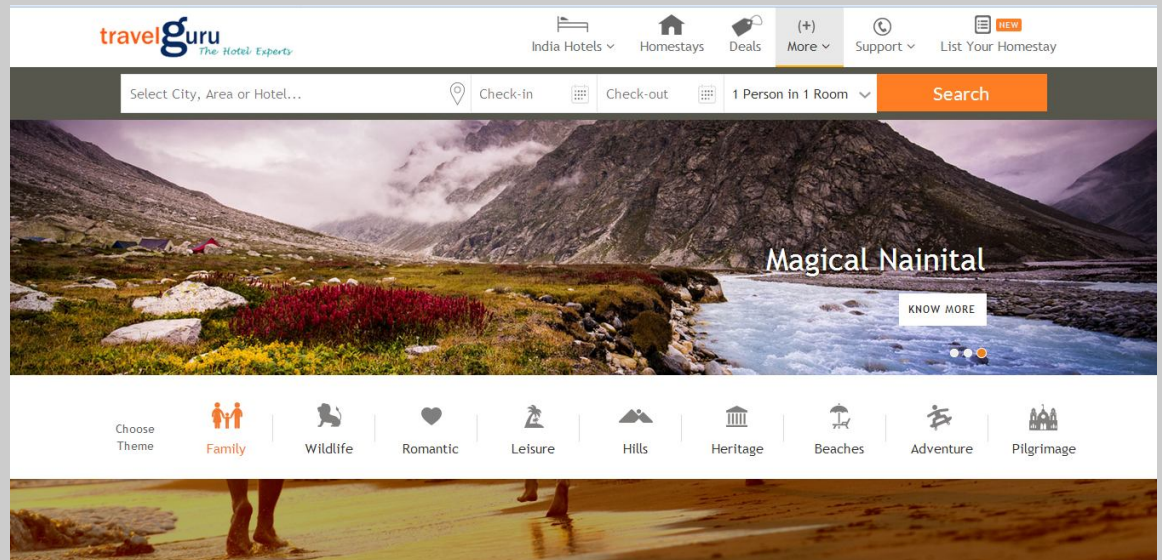 travelguru
The Hotel Experts
India Hotels
Homestays
Deals
(+)
More
Support
NEW
List Your Homestay
Select City, Area or Hotel...
Check-in
Check-out
1 Person in 1 Room
Search
Magical Nainital
KNOW MORE
Choose
Theme
Family
Wildlife
Romantic
Leisure
Hills
Heritage
Beaches
Adventure
Pilgrimage